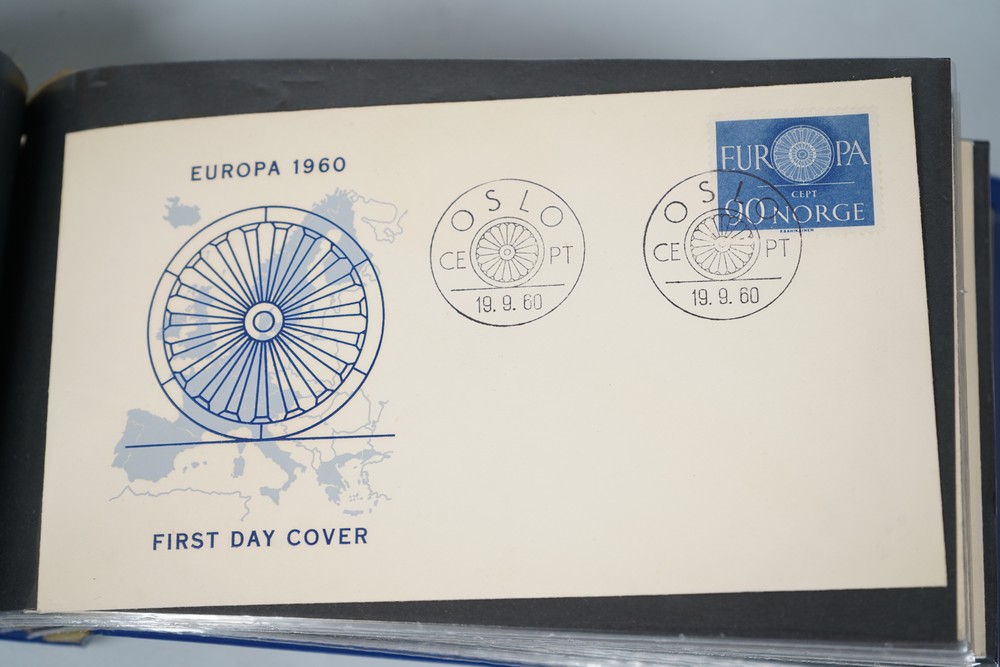 EUROPA 1960
FIRST DAY COVER
OSLO
CE PT
19. 9. 60
OSLO
CE PT
19. 9. 60
EUROPA
CEPT
90 NORGE